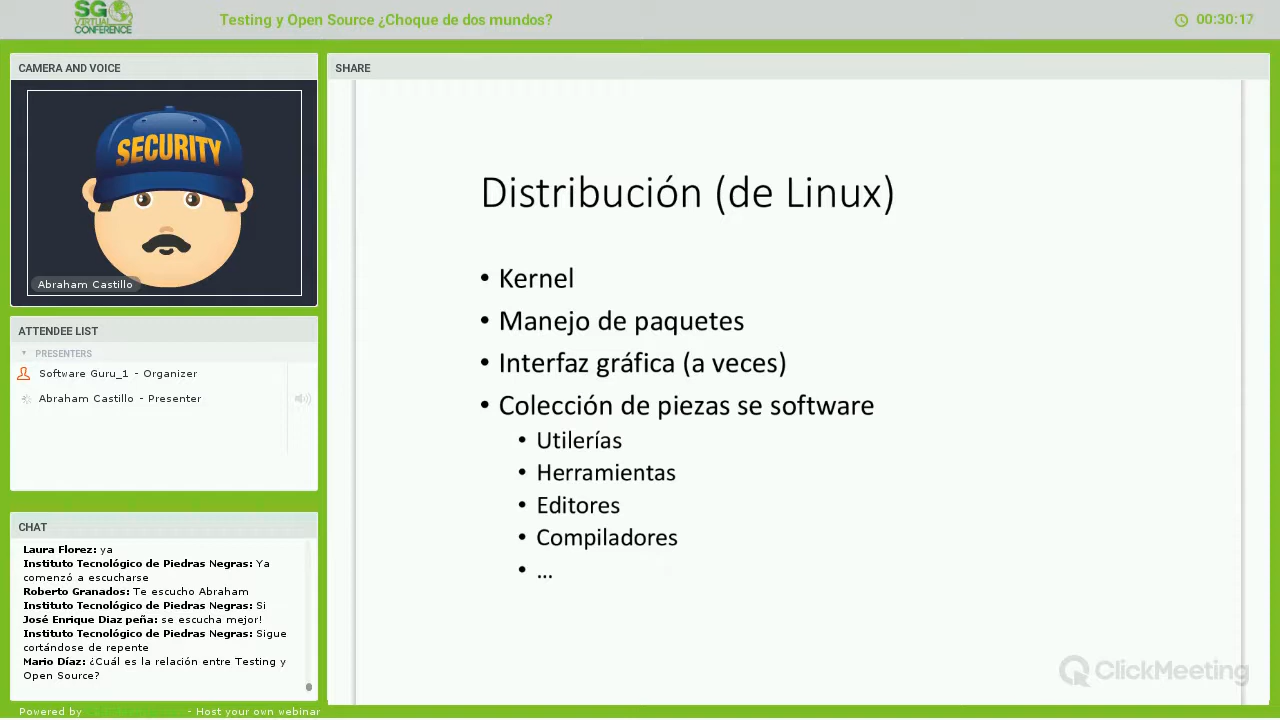 SG
VIRTUAL
CONFERENCE
Testing y Open Source ¿Choque de dos mundos?
00:30:17
CAMERA AND VOICE
SECURITY
Abraham Castillo
ATTENDEE LIST
PRESENTERS
Software Guru_1 - Organizer
Abraham Castillo - Presenter
CHAT
Laura Florez: ya
Instituto Tecnológico de Piedras Negras: Ya
comenzó a escucharse
Roberto Granados: Te escucho Abraham
Instituto Tecnológico de Piedras Negras: Si
José Enrique Diaz peña: se escucha mejor!
Instituto Tecnológico de Piedras Negras: Sigue
cortándose de repente
Mario Díaz: ¿Cuál es la relación entre Testing y
Open Source?
Powered by - Host your own webinar
SHARE
Distribución (de Linux)
• Kernel
• Manejo de paquetes
• Interfaz gráfica (a veces)
• Colección de piezas se software
• Utilerías
• Herramientas
• Editores
• Compiladores
• ...
ClickMeeting